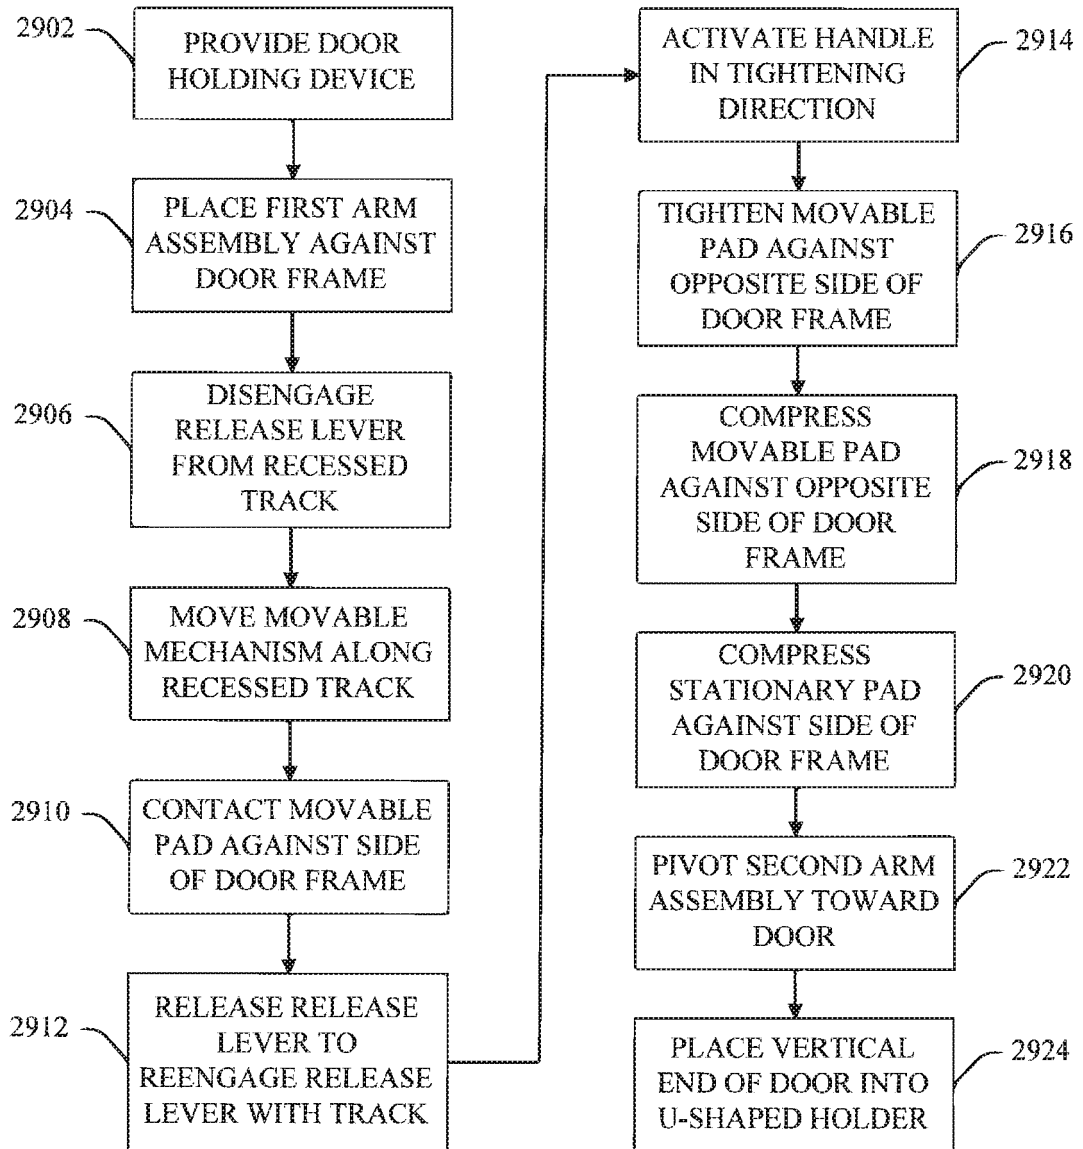 2902
PROVIDE DOOR
HOLDING DEVICE
2904
PLACE FIRST ARM
ASSEMBLY AGAINST
DOOR FRAME
2906
DISENGAGE
RELEASE LEVER
FROM RECESSED
TRACK
2908
MOVE MOVABLE
MECHANISM ALONG
RECESSED TRACK
2910
CONTACT MOVABLE
PAD AGAINST SIDE
OF DOOR FRAME
2912
RELEASE RELEASE
LEVER TO
REENGAGE RELEASE
LEVER WITH TRACK
ACTIVATE HANDLE
IN TIGHTENING
DIRECTION
2914
TIGHTEN MOVABLE
PAD AGAINST
OPPOSITE SIDE OF
DOOR FRAME
2916
COMPRESS
MOVABLE PAD
AGAINST OPPOSITE
SIDE OF DOOR
FRAME
2918
COMPRESS
STATIONARY PAD
AGAINST SIDE OF
DOOR FRAME
2920
PIVOT SECOND ARM
ASSEMBLY TOWARD
DOOR
2922
PLACE VERTICAL
END OF DOOR INTO
U-SHAPED HOLDER
2924